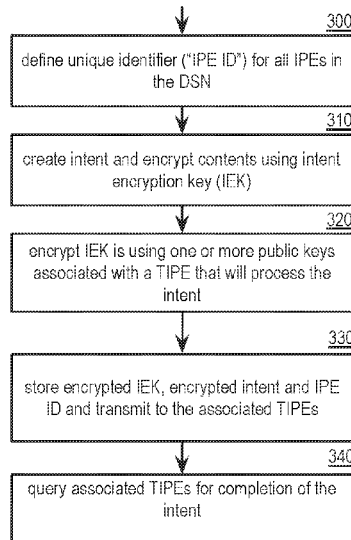 300
define unique identifier ("IPE ID") for all IPEs in
the DSN
310
create intent and encrypt contents using intent
encryption key (IEK)
320
encrypt IEK is using one or more public keys
associated with a TIPE that will process the
intent
330
store encrypted IEK, encrypted intent and IPE
ID and transmit to the associated TIPEs
340
query associated TIPEs for completion of the
intent